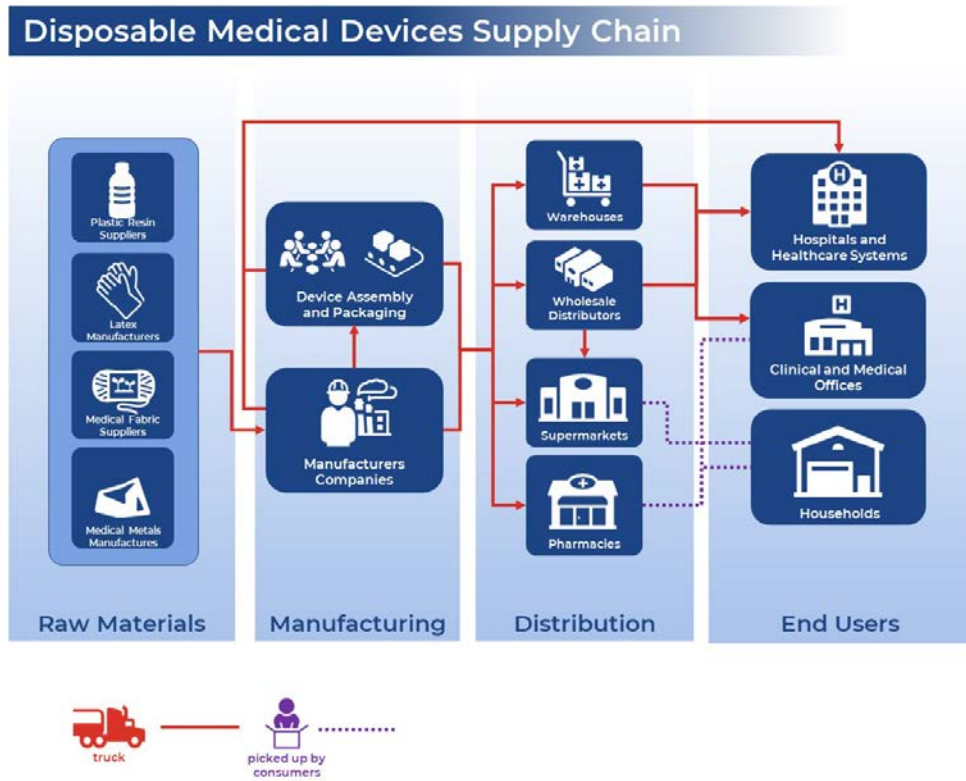 Disposable Medical Devices Supply Chain
Plastic Resin
Suppliers
Latex
Manufacturers
Medical Fabric
Suppliers
Medical Metals
Manufactures
Raw Materials
Device Assembly
and Packaging
Manufacturers
Companies
Manufacturing
Warehouses
Wholesale
Distributors
Supermarkets
Pharmacies
Distribution
H
Hospitals and
Healthcare Systems
H
Clinical and Medical
Offices
Households
End Users
truck
picked up by
consumers